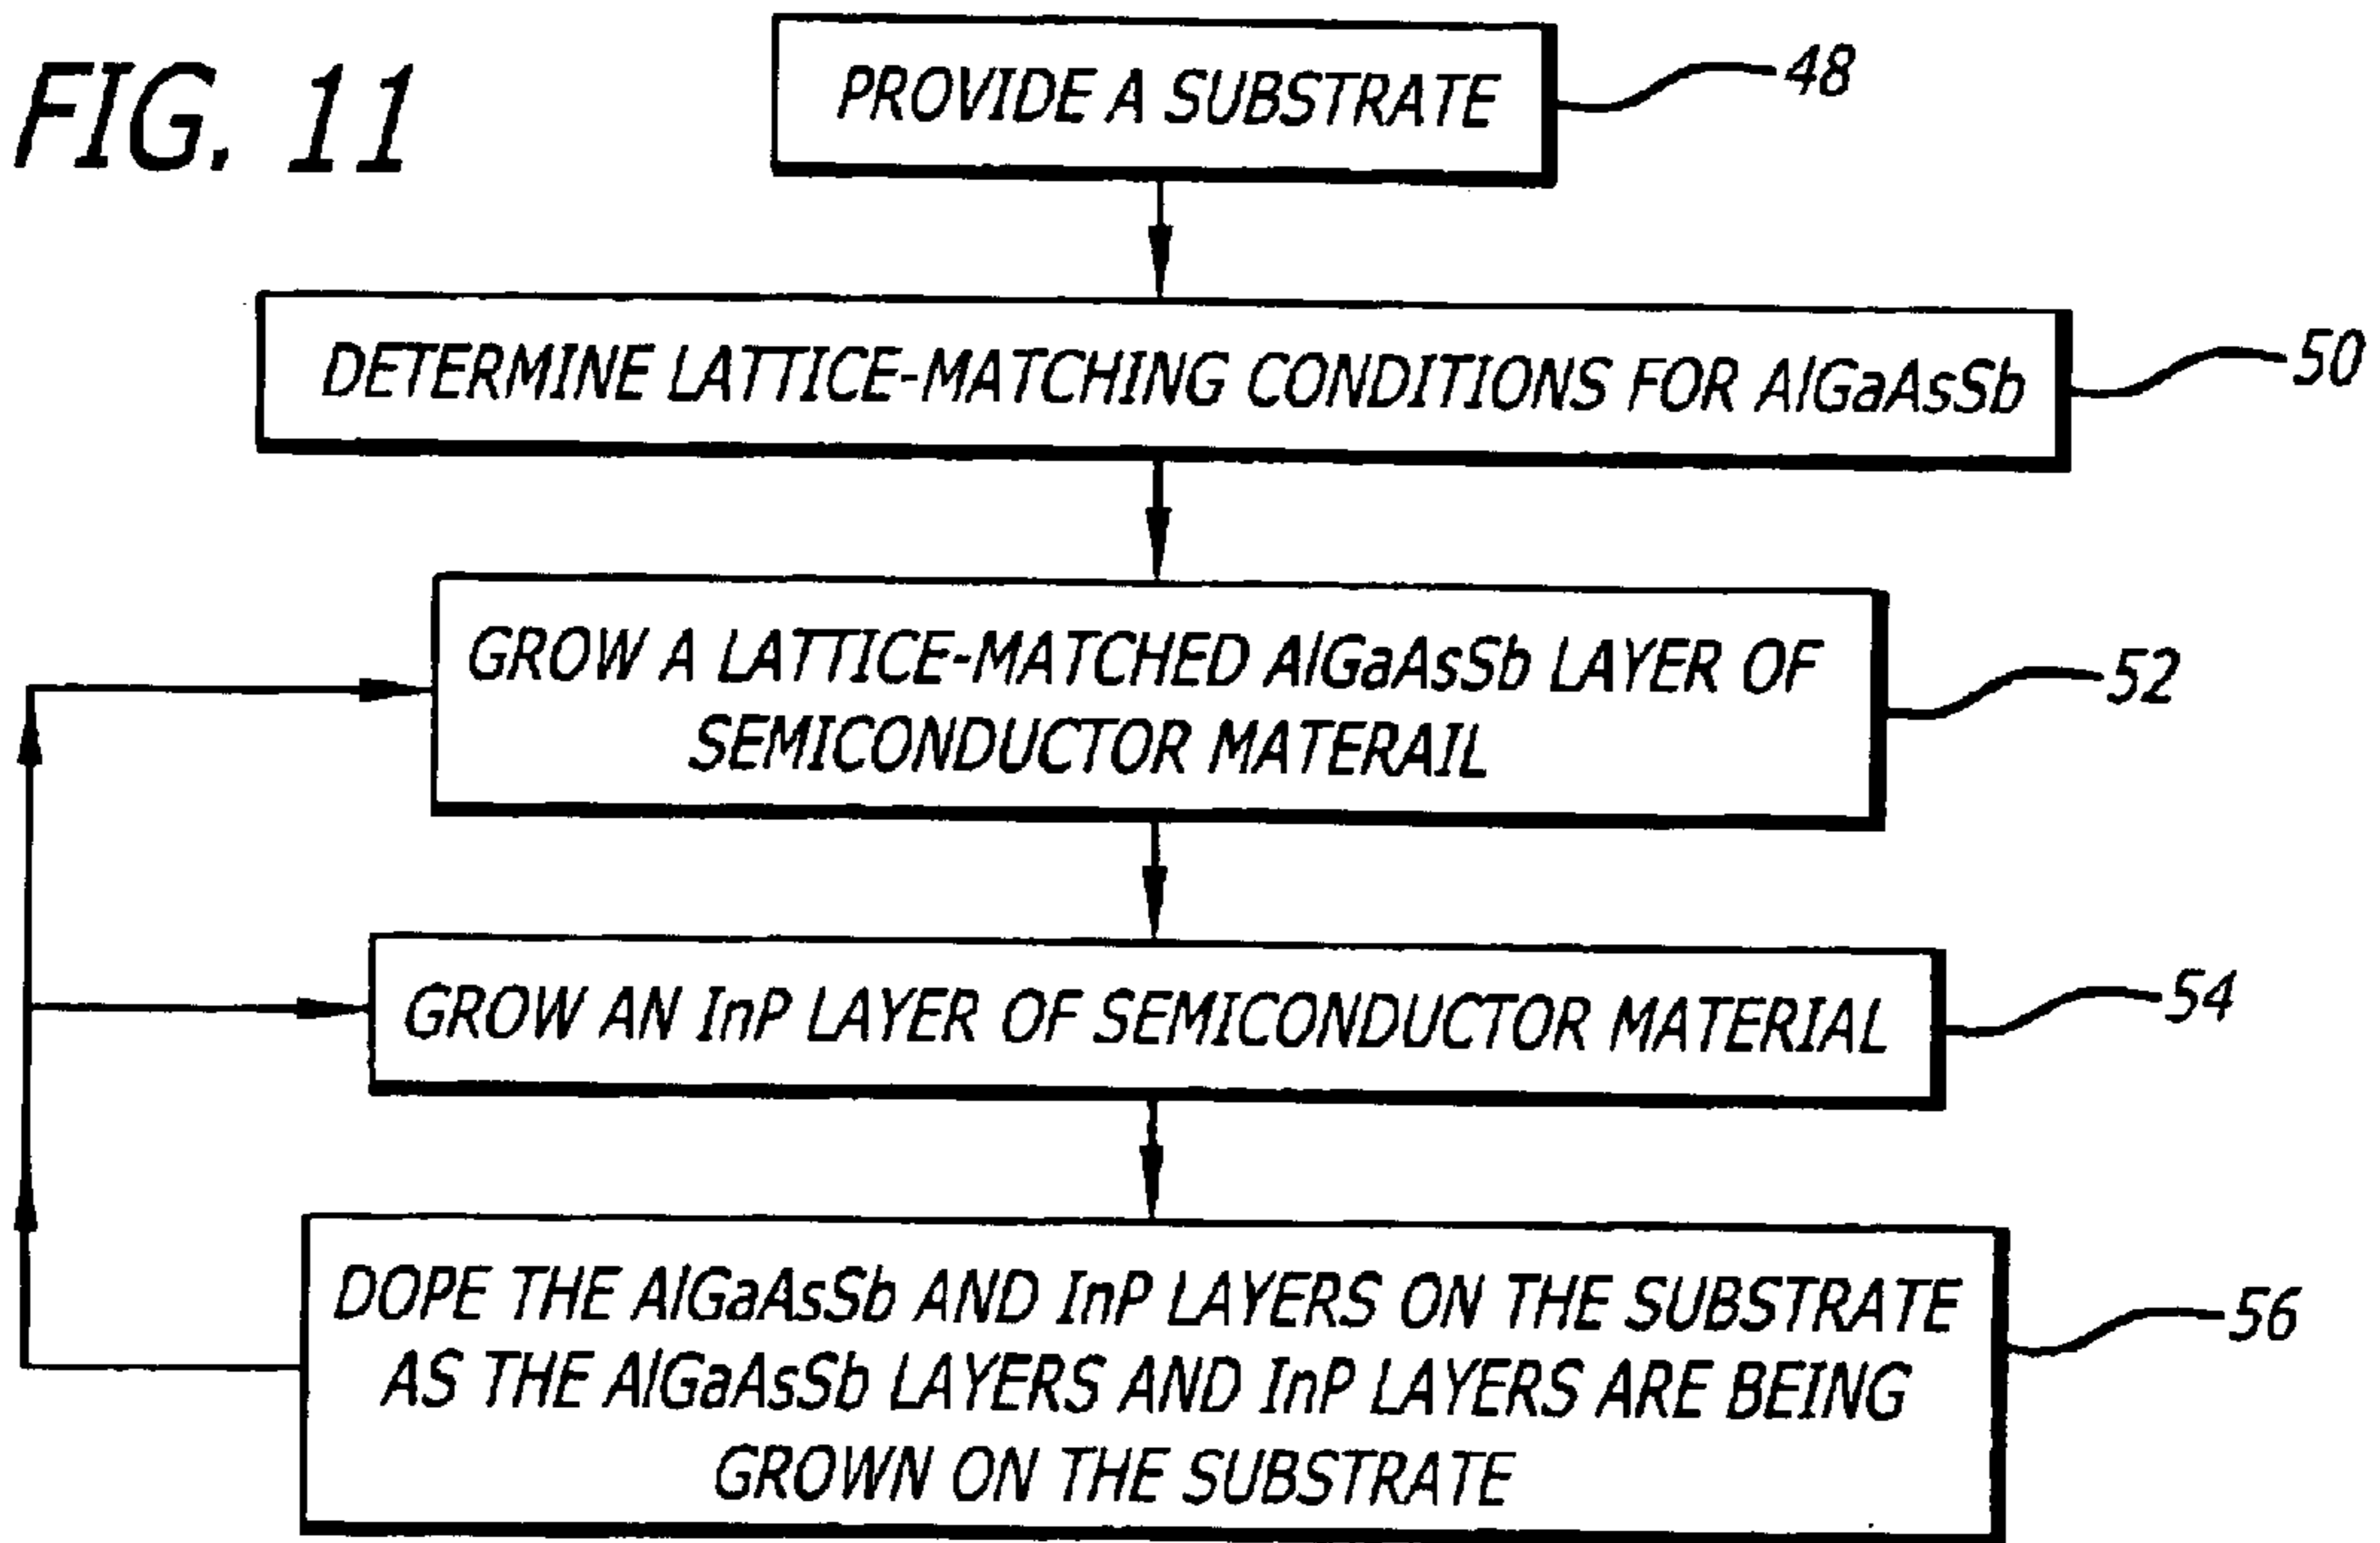 FIG. 11
PROVIDE A SUBSTRATE
48
DETERMINE LATTICE-MATCHING CONDITIONS FOR AlGaAsSb
50
GROW A LATTICE-MATCHED AlGaAsSb LAYER OF
SEMICONDUCTOR MATERAIL
52
GROW AN InP LAYER OF SEMICONDUCTOR MATERIAL
54
DOPE THE AlGaAsSb AND InP LAYERS ON THE SUBSTRATE
AS THE AlGaAsSb LAYERS AND InP LAYERS ARE BEING
GROWN ON THE SUBSTRATE
56